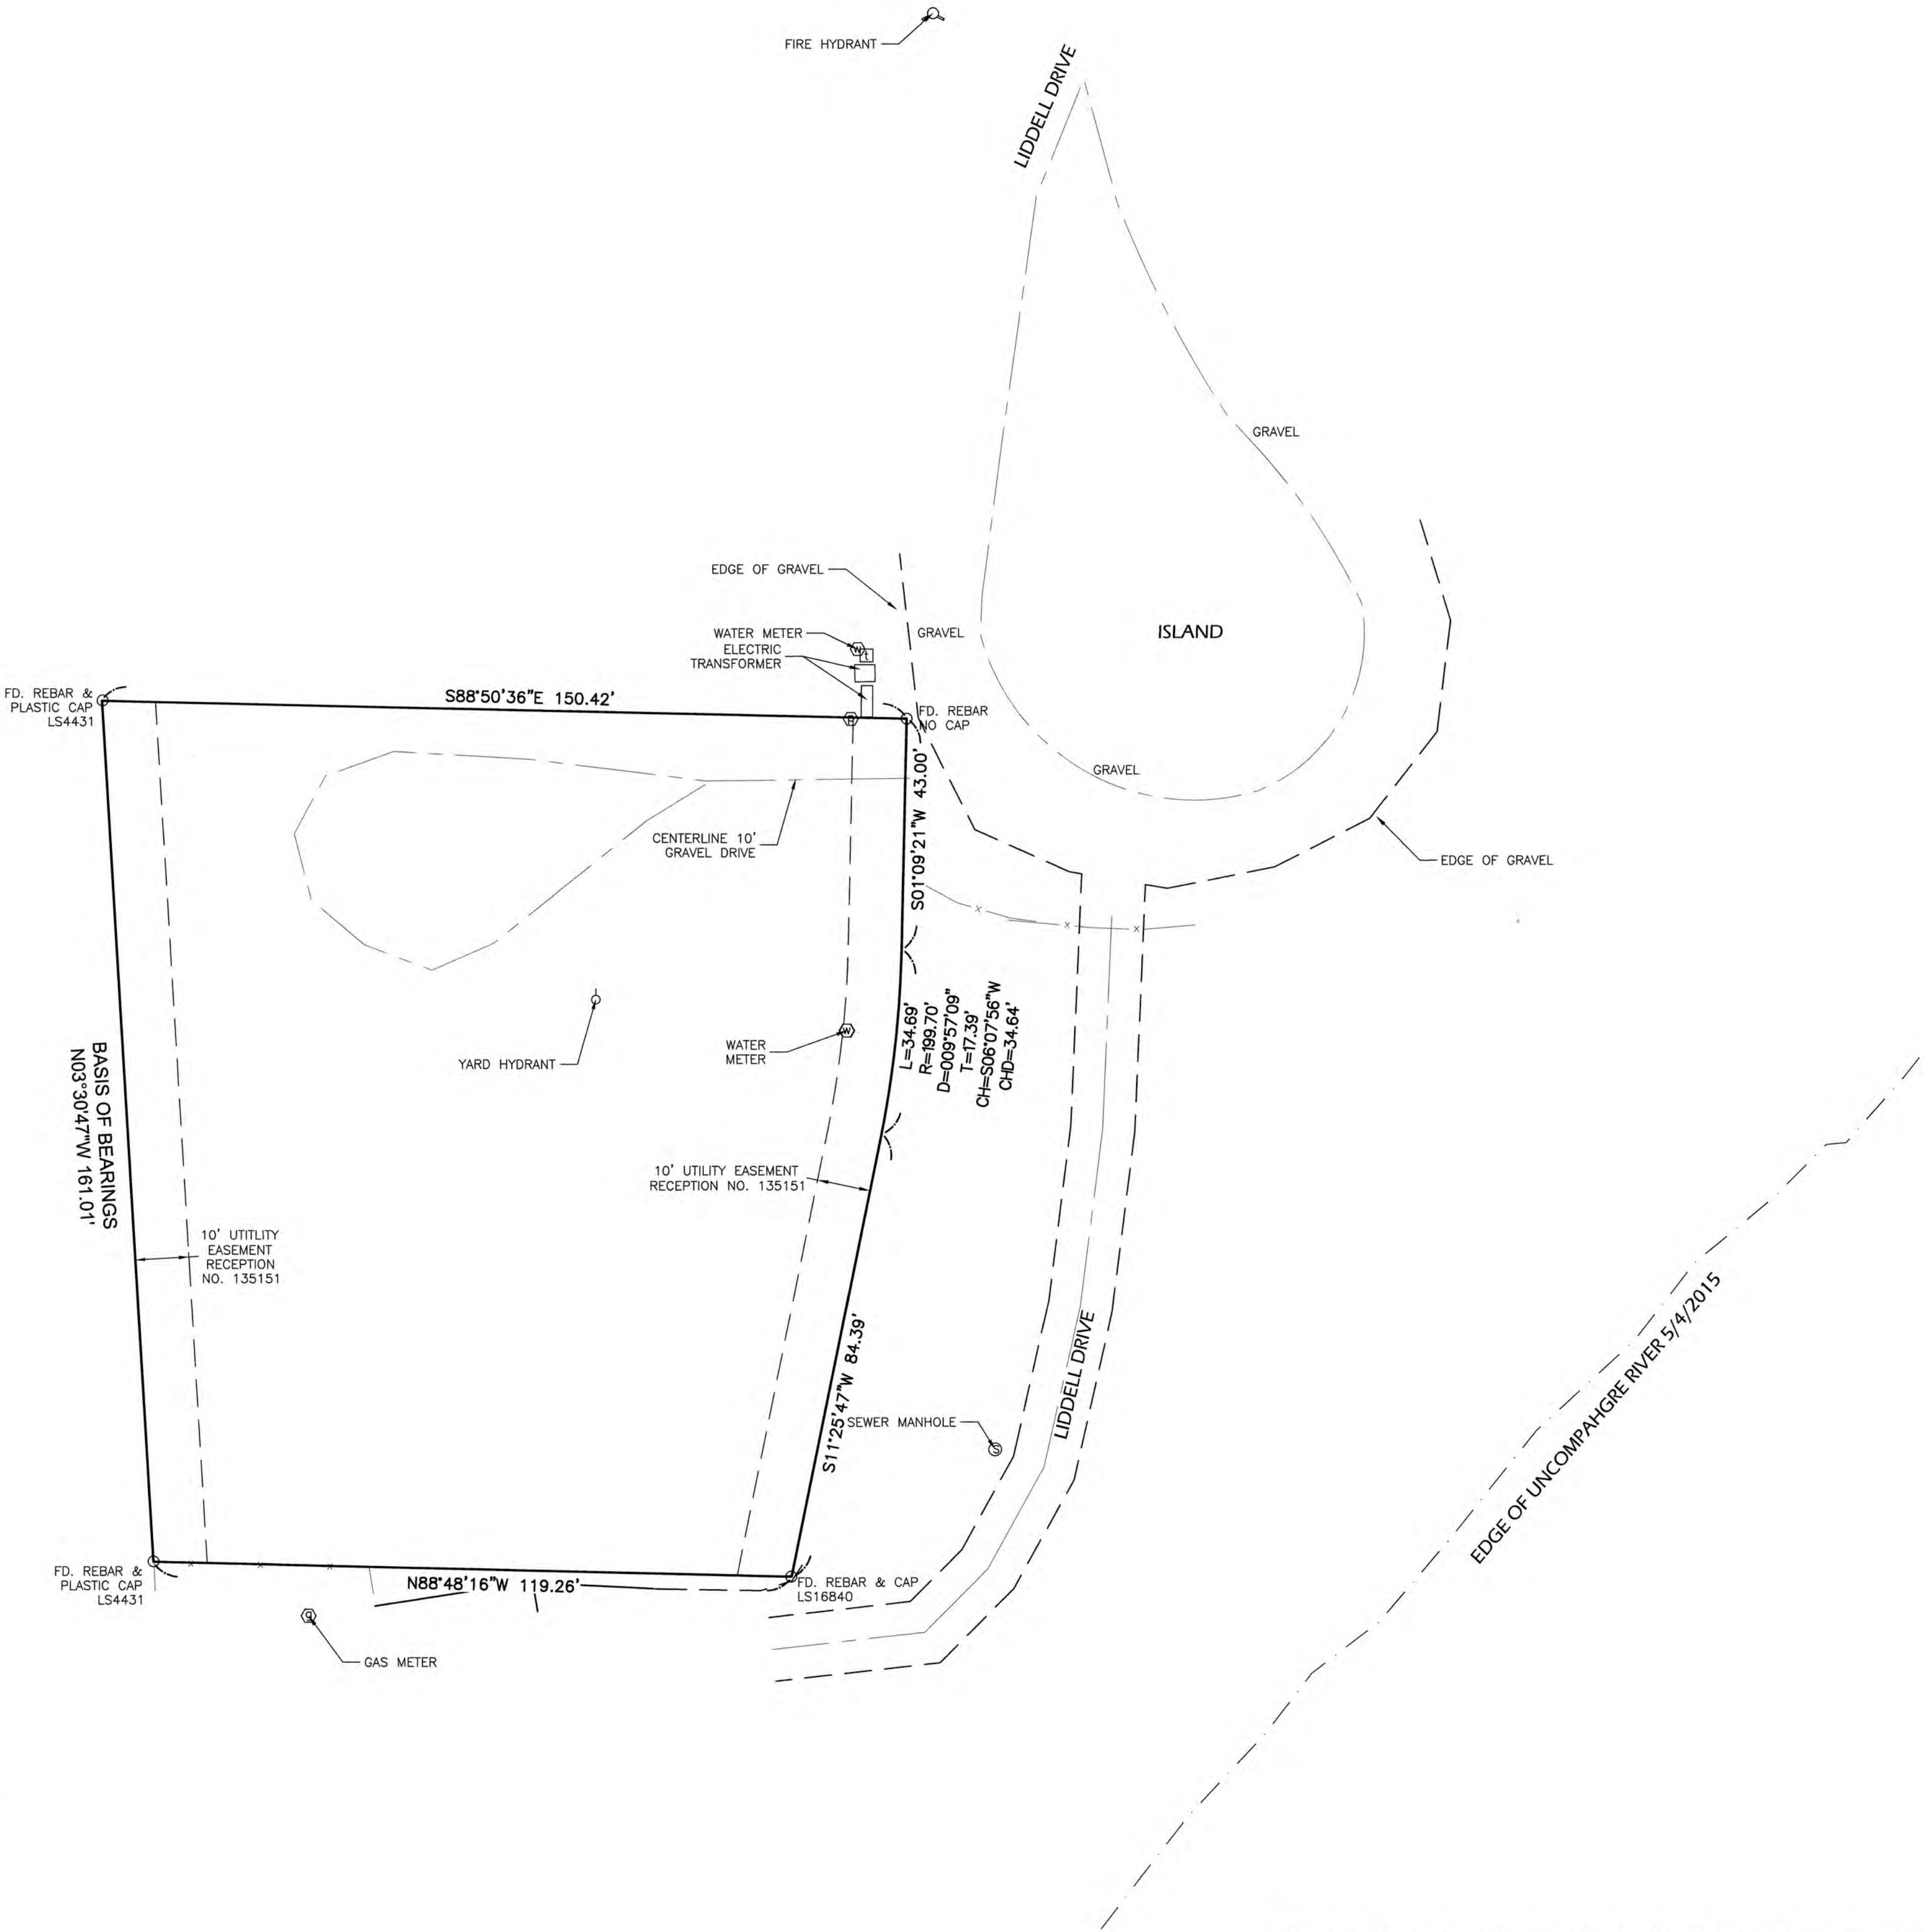 FIRE HYDRANT
LIDDELL DRIVE
GRAVEL
EDGE OF GRAVEL
GRAVEL
ISLAND
WATER METER
ELECTRIC
TRANSFORMER
W
t
FD. REBAR &
PLASTIC CAP
LS4431
S88°50'36"E 150.42'
FD. REBAR
NO CAP
GRAVEL
S01°09'21"W 43.00'
CENTERLINE 10'
GRAVEL DRIVE
EDGE OF GRAVEL
X
X
X
L=34.69'
R=199.70'
D=009°57'09"
T=17.39'
CH=S06°07'56"W
CHD=34.64'
W
WATER
METER
YARD HYDRANT
BASIS OF BEARINGS
N03°30'47"W 161.01'
10' UTILITY EASEMENT
RECEPTION NO. 135151
10' UTITLITY
EASEMENT
RECEPTION
NO. 135151
S11°25'47"W 84.39'
LIDDELL DRIVE
SEWER MANHOLE
S
EDGE OF UNCOMPAHGRE RIVER 5/4/2015
X
X
X
FD. REBAR &
PLASTIC CAP
LS4431
N88°48'16"W 119.26'
FD. REBAR & CAP
LS16840
g
GAS METER